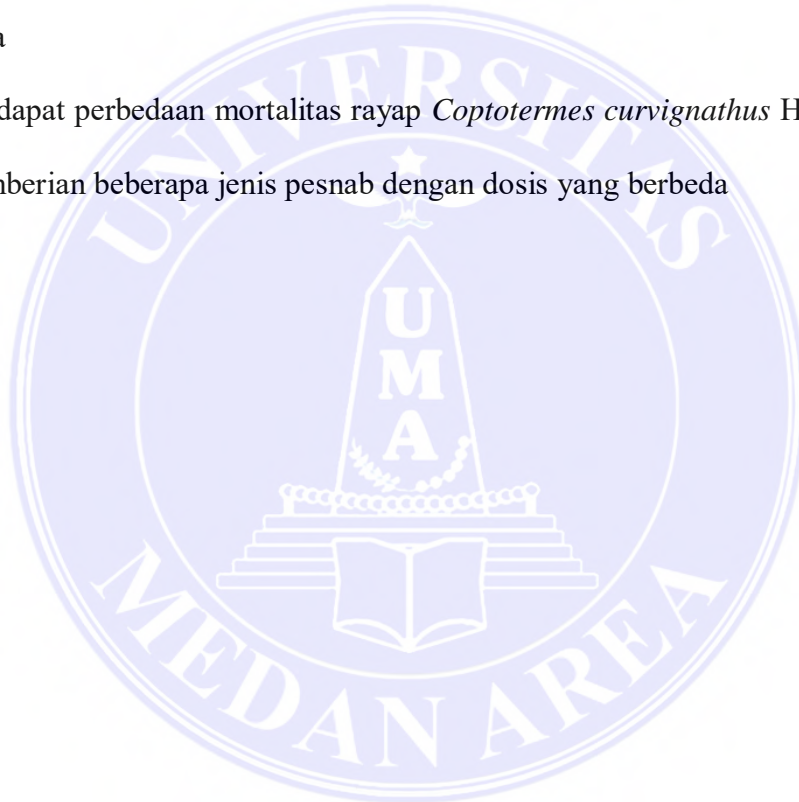 a
dapat perbedaan mortalitas rayap Coptotermes curvignathus H
nberian beberapa jenis pesnab dengan dosis yang berbeda
UNIVERSITAS
UMA
MEDAN AREA